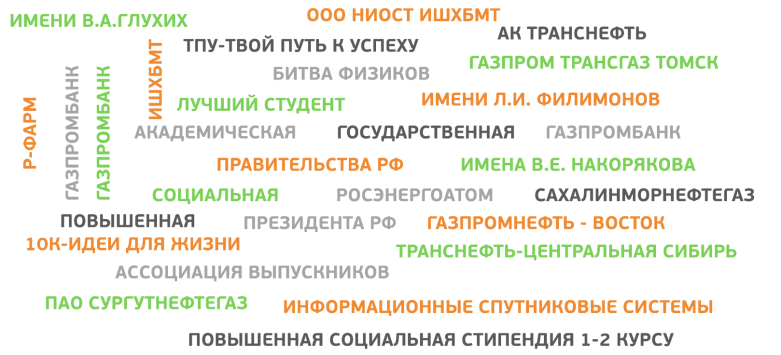 ИМЕНИ В.А.ГЛУХИХ
ООО НИОСТ ИШХБМТ
АК ТРАНСНЕФТЬ
ТПУ-ТВОЙ ПУТЬ К УСПЕХУ
ГАЗПРОМ ТРАНСГАЗ ТОМСК
БИТВА ФИЗИКОВ
ИШХБМТ
ГАЗПРОМБАНК
ГАЗПРОМБАНК
Р-ФАРМ
ЛУЧШИЙ СТУДЕНТ
ИМЕНИ Л.И. ФИЛИМОНОВ
АКАДЕМИЧЕСКАЯ
ГОСУДАРСТВЕННАЯ
ГАЗПРОМБАНК
ПРАВИТЕЛЬСТВА РФ
ИМЕНА В.Е. НАКОРЯКОВА
СОЦИАЛЬНАЯ
РОСЭНЕРГОАТОМ
САХАЛИНМОРНЕФТЕГАЗ
ПОВЫШЕННАЯ
ПРЕЗИДЕНТА РФ
ГАЗПРОМНЕФТЬ - ВОСТОК
10К-ИДЕИ ДЛЯ ЖИЗНИ
ТРАНСНЕФТЬ-ЦЕНТРАЛЬНАЯ СИБИРЬ
АССОЦИАЦИЯ ВЫПУСКНИКОВ
ПАО СУРГУТНЕФТЕГАЗ
ИНФОРМАЦИОННЫЕ СПУТНИКОВЫЕ СИСТЕМЫ
ПОВЫШЕННАЯ СОЦИАЛЬНАЯ СТИПЕНДИЯ 1-2 КУРСУ